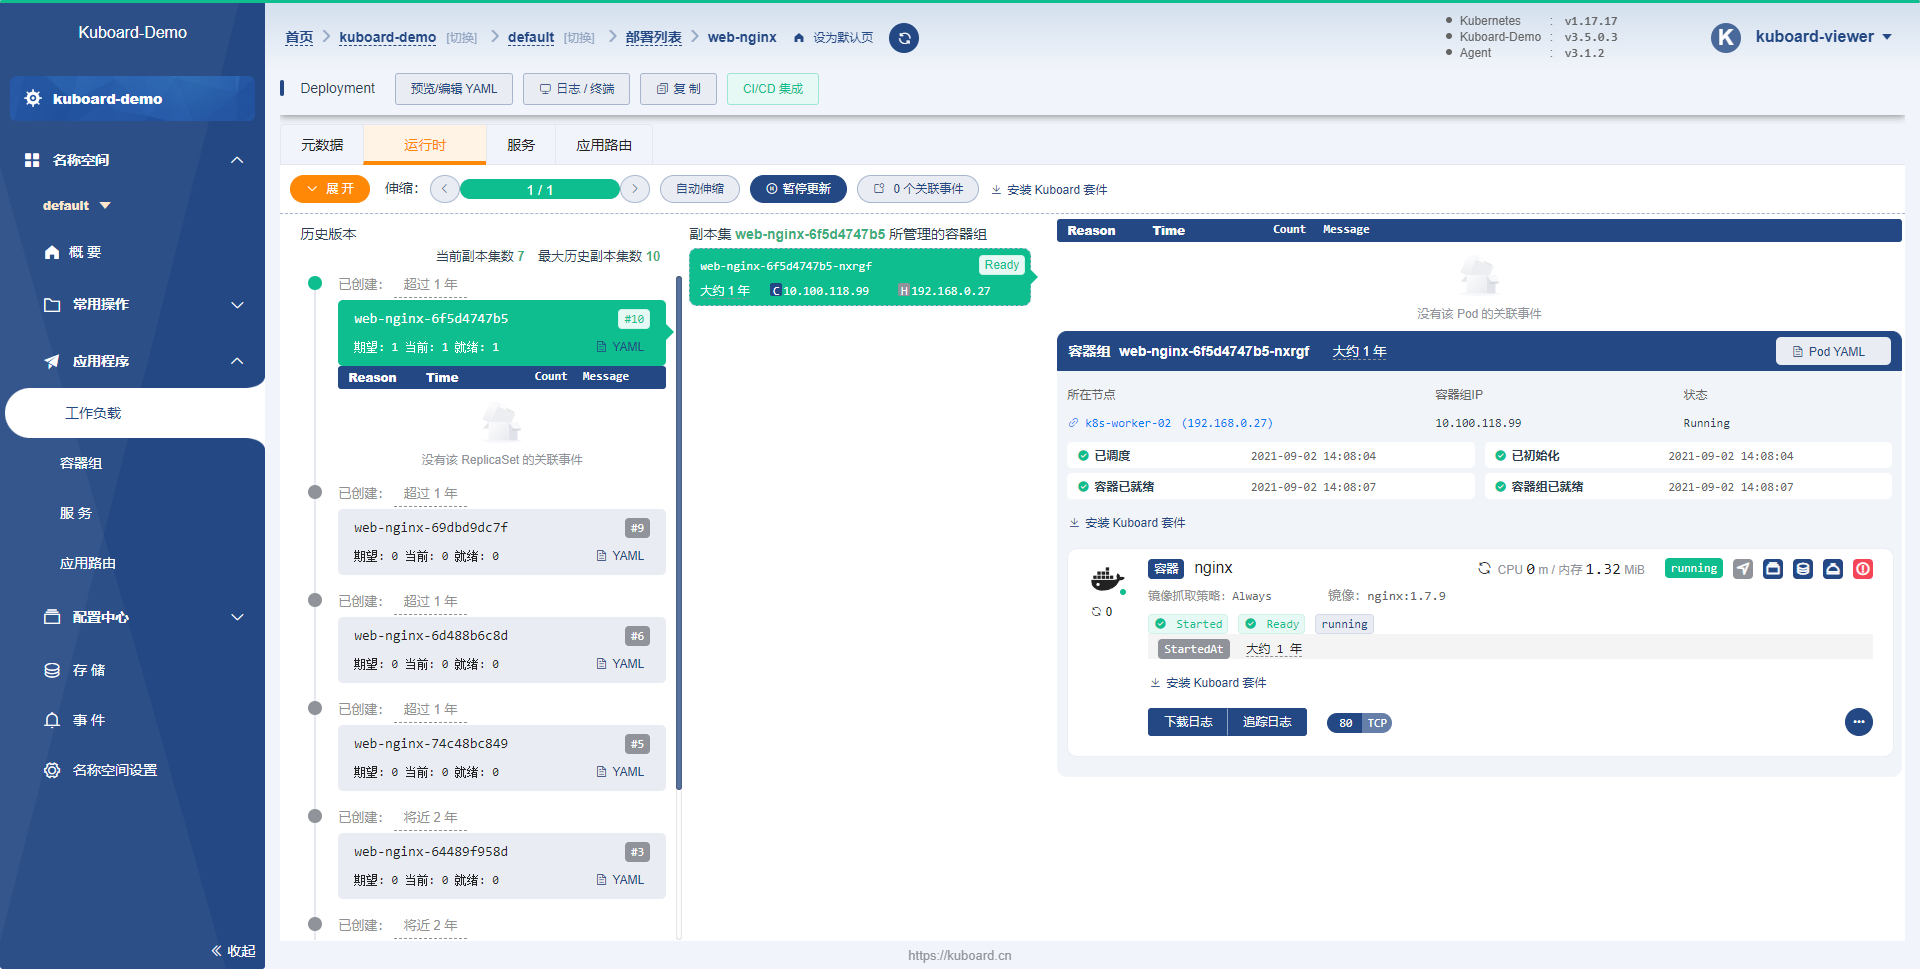 Kuboard-Demo
首页 kuboard-demo [切换] default [切换] 部署列表 web-nginx 设为默认页
Kubernetes : v1.17.17
Kuboard-Demo : v3.5.0.3
Agent : v3.1.2
K kuboard-viewer
kuboard-demo
名称空间
default
概 要
常用操作
应用程序
工作负载
容器组
服 务
应用路由
配置中心
存 储
事 件
名称空间设置
收起
Deployment 预览/编辑 YAML 日志 / 终端 复 制 CI/CD 集成
元数据 运行时 服务 应用路由
展 开 伸缩: 1 / 1 自动伸缩 暂停更新 0 个关联事件 安装 Kuboard 套件
历史版本
当前副本集数 7 最大历史副本集数 10
已创建: 超过 1 年
web-nginx-6f5d4747b5 #10
期望: 1 当前: 1 就绪: 1 YAML
Reason Time Count Message
没有该 ReplicaSet 的关联事件
已创建: 超过 1 年
web-nginx-69dbd9dc7f #9
期望: 0 当前: 0 就绪: 0 YAML
已创建: 超过 1 年
web-nginx-6d488b6c8d #6
期望: 0 当前: 0 就绪: 0 YAML
已创建: 超过 1 年
web-nginx-74c48bc849 #5
期望: 0 当前: 0 就绪: 0 YAML
已创建: 将近 2 年
web-nginx-64489f958d #3
期望: 0 当前: 0 就绪: 0 YAML
已创建: 将近 2 年
副本集 web-nginx-6f5d4747b5 所管理的容器组
web-nginx-6f5d4747b5-nxrgf Ready
大约 1 年 C 10.100.118.99 H 192.168.0.27
Reason Time Count Message
没有该 Pod 的关联事件
容器组 web-nginx-6f5d4747b5-nxrgf 大约 1 年 Pod YAML
所在节点 容器组IP 状态
k8s-worker-02 (192.168.0.27) 10.100.118.99 Running
已调度 2021-09-02 14:08:04 已初始化 2021-09-02 14:08:04
容器已就绪 2021-09-02 14:08:07 容器组已就绪 2021-09-02 14:08:07
安装 Kuboard 套件
容器 nginx CPU 0 m / 内存 1.32 MiB running
镜像抓取策略: Always 镜像: nginx:1.7.9
0
Started Ready running
StartedAt 大约 1 年
安装 Kuboard 套件
下载日志 追踪日志 80 TCP
https://kuboard.cn